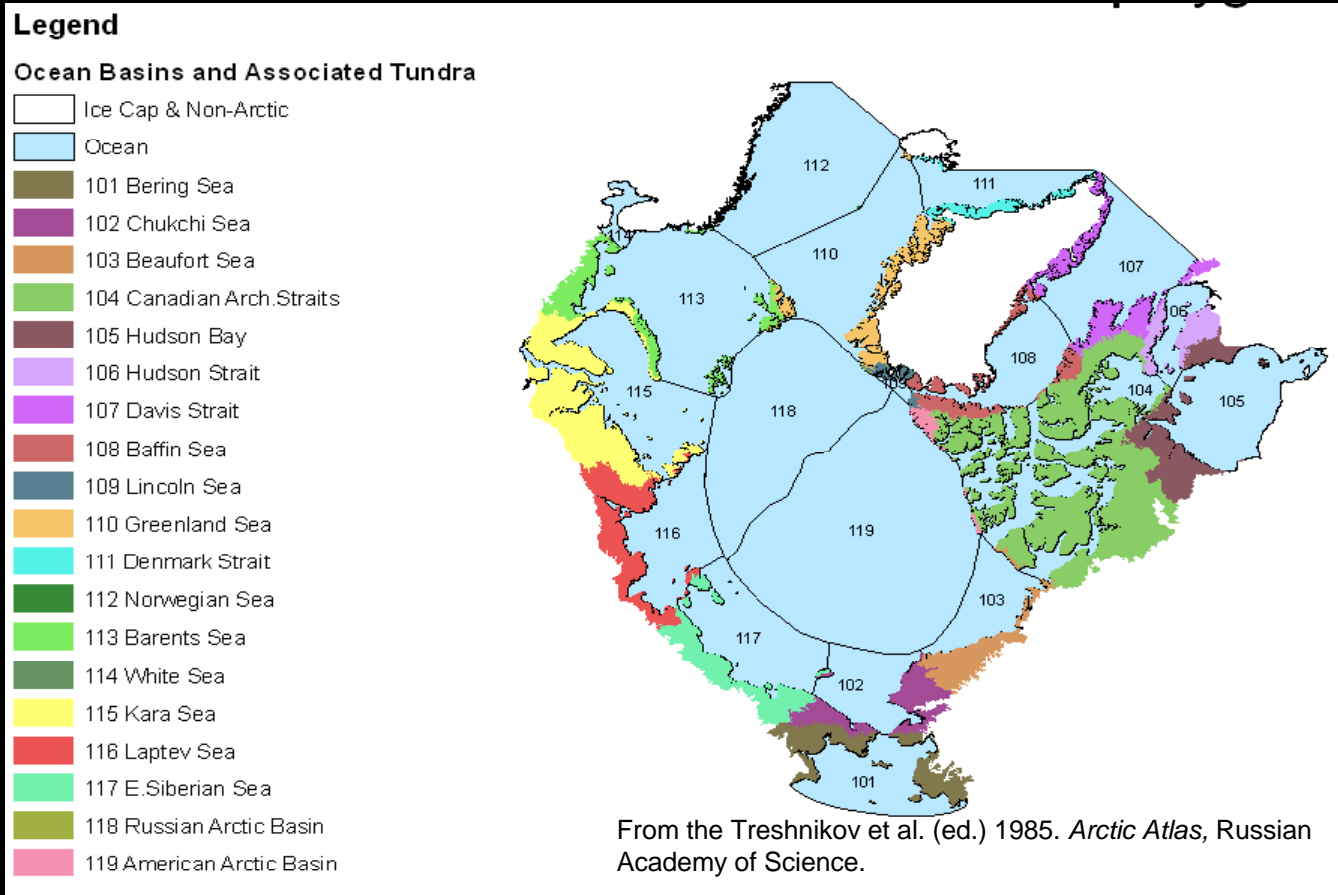 Legend
Ocean Basins and Associated Tundra
Ice Cap & Non-Arctic
Ocean
101 Bering Sea
102 Chukchi Sea
103 Beaufort Sea
104 Canadian Arch.Straits
105 Hudson Bay
106 Hudson Strait
107 Davis Strait
108 Baffin Sea
109 Lincoln Sea
110 Greenland Sea
111 Denmark Strait
112 Norwegian Sea
113 Barents Sea
114 White Sea
115 Kara Sea
116 Laptev Sea
117 E.Siberian Sea
118 Russian Arctic Basin
119 American Arctic Basin
112
111
114
110
107
113
106
108
109
104
115
105
118
116
119
103
117
102
101
From the Treshnikov et al. (ed.) 1985. Arctic Atlas, Russian
Academy of Science.